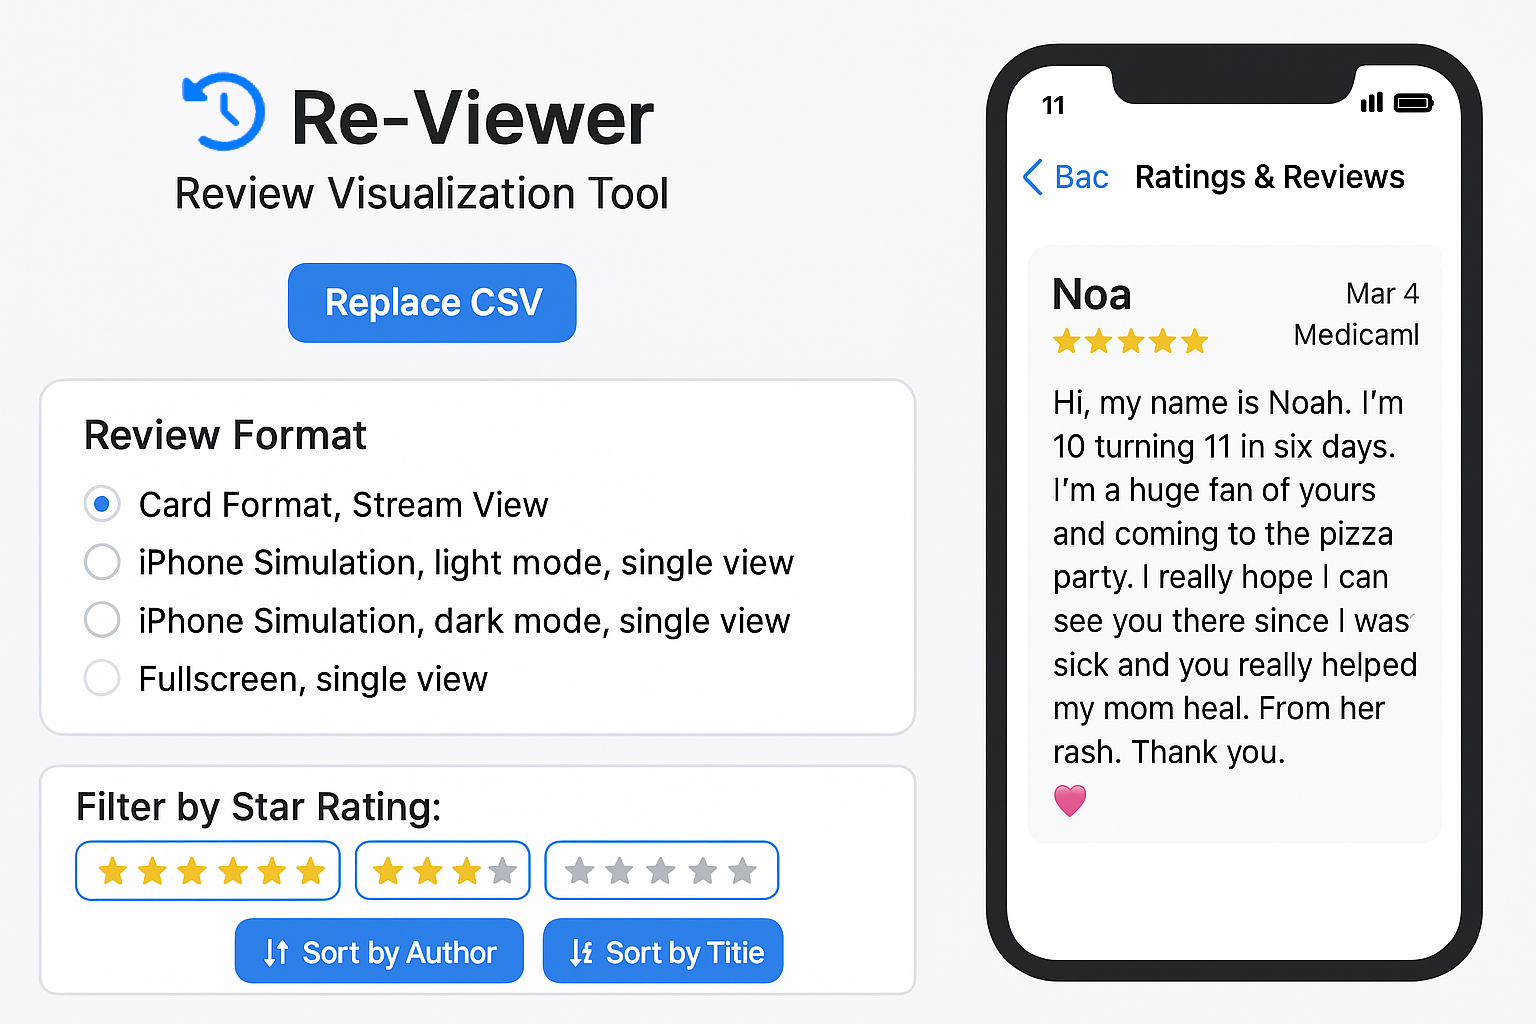 Re-Viewer
Review Visualization Tool
Replace CSV
Review Format
Card Format, Stream View
iPhone Simulation, light mode, single view
iPhone Simulation, dark mode, single view
Fullscreen, single view
Filter by Star Rating:
Sort by Author
Sort by Titie
11
Bac
Ratings & Reviews
Noa
Mar 4
Medicaml
Hi, my name is Noah. I'm
10 turning 11 in six days.
I'm a huge fan of yours
and coming to the pizza
party. I really hope I can
see you there since I was
sick and you really helped
my mom heal. From her
rash. Thank you.